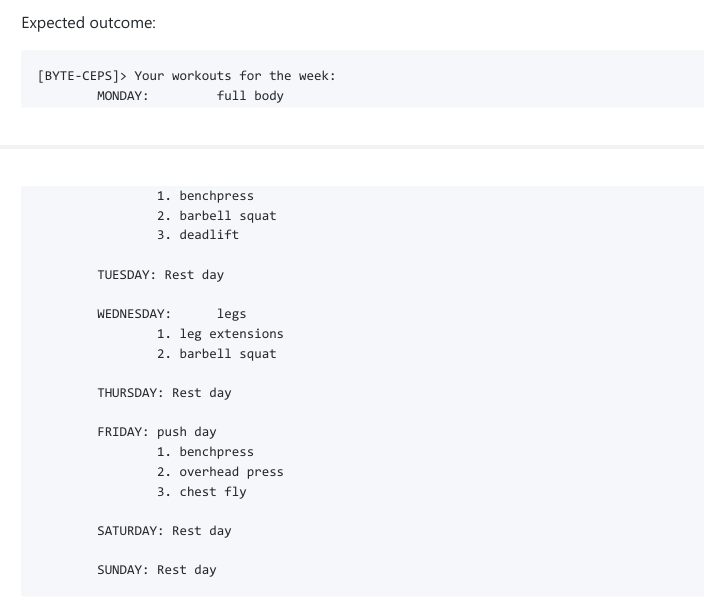 Expected outcome:
[BYTE-CEPS]> Your workouts for the week:
MONDAY: full body
1. benchpress
2. barbell squat
3. deadlift
TUESDAY: Rest day
WEDNESDAY: legs
1. leg extensions
2. barbell squat
THURSDAY: Rest day
FRIDAY: push day
1. benchpress
2. overhead press
3. chest fly
SATURDAY: Rest day
SUNDAY: Rest day